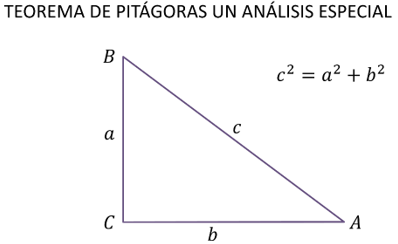 TEOREMA DE PITÁGORAS UN ANÁLISIS ESPECIAL
B
c² = a² + b²
a
c
C
A
b